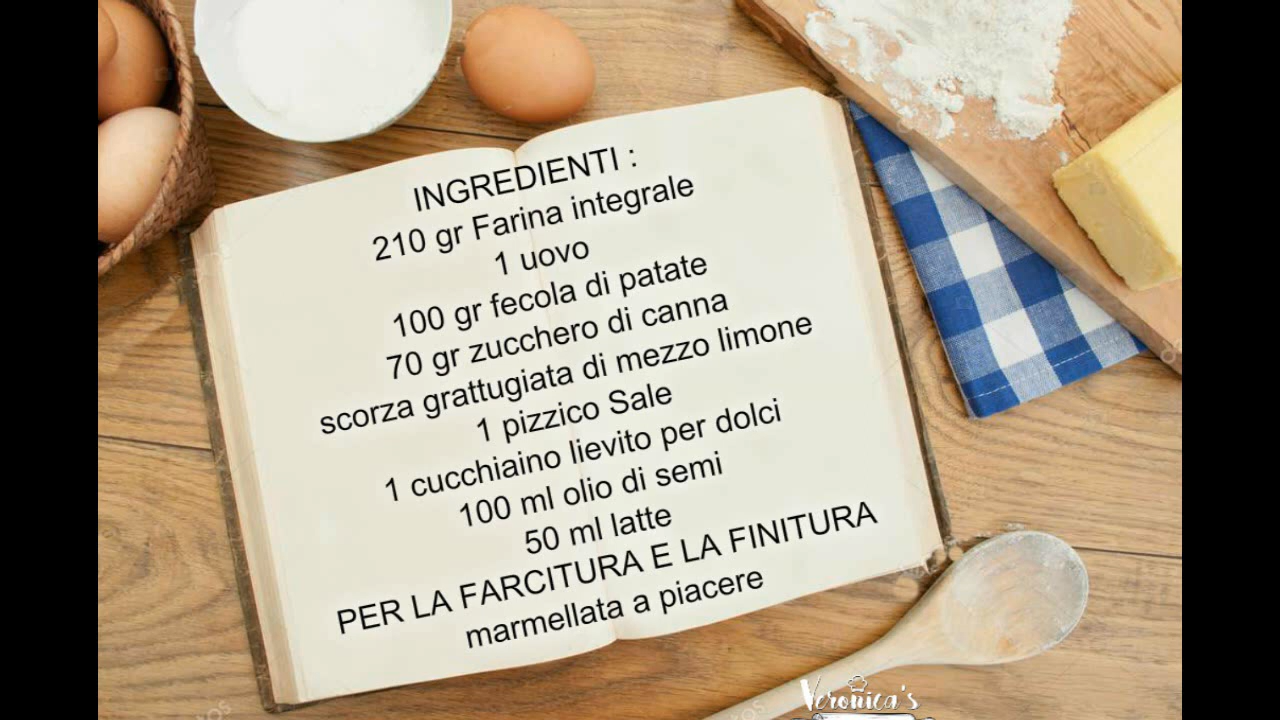 INGREDIENTI :
210 gr Farina integrale
1 uovo
100 gr fecola di patate
70 gr zucchero di canna
scorza grattugiata di mezzo limone
1 pizzico Sale
1 cucchiaino lievito per dolci
100 ml olio di semi
50 ml latte
PER LA FARCITURA E LA FINITURA
marmellata a piacere
Veronica's